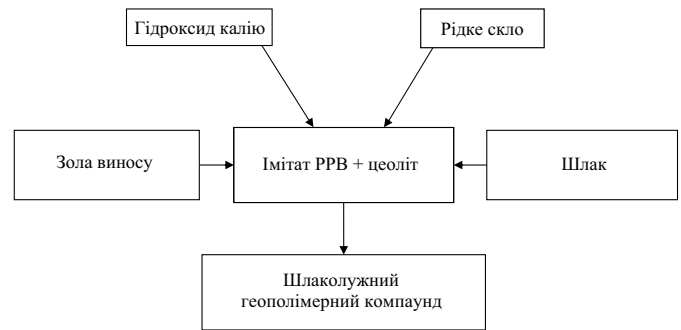 Гідроксид калію
Рідке скло
Зола виносу
Імітат РРВ + цеоліт
Шлак
Шлаколужний
геополімерний компаунд